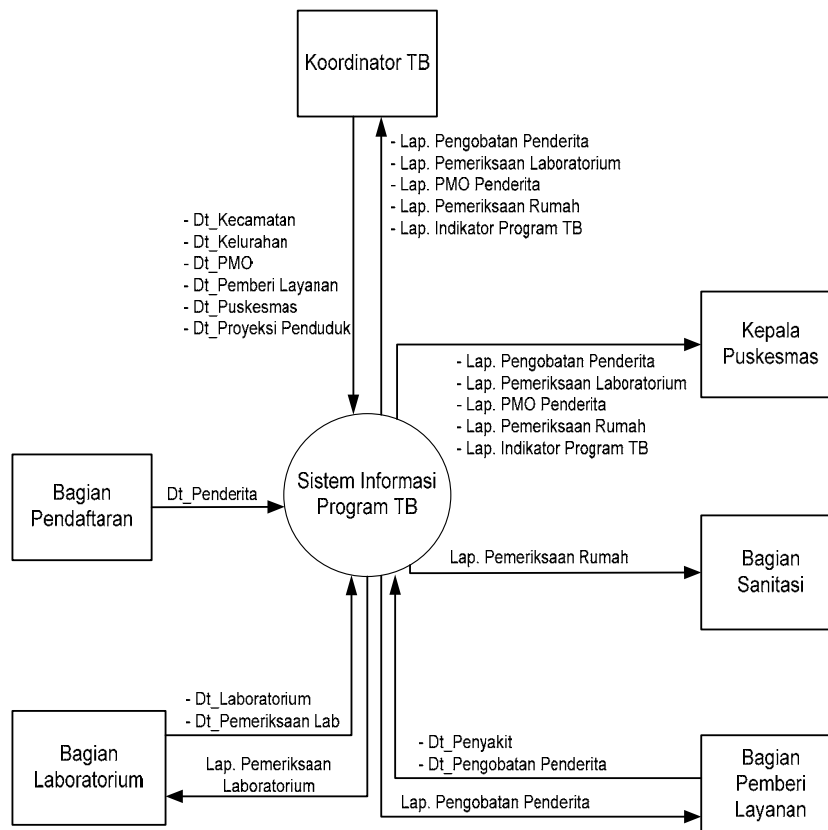 Koordinator TB
- Lap. Pengobatan Penderita
- Lap. Pemeriksaan Laboratorium
- Lap. PMO Penderita
- Lap. Pemeriksaan Rumah
- Lap. Indikator Program TB
- Dt_Kecamatan
- Dt_Kelurahan
- Dt_PMO
- Dt_Pemberi Layanan
- Dt_Puskesmas
- Dt_Proyeksi Penduduk
Kepala
Puskesmas
- Lap. Pengobatan Penderita
- Lap. Pemeriksaan Laboratorium
- Lap. PMO Penderita
- Lap. Pemeriksaan Rumah
- Lap. Indikator Program TB
Bagian
Pendaftaran
Dt_Penderita
Sistem Informasi
Program TB
Lap. Pemeriksaan Rumah
Bagian
Sanitasi
- Dt_Laboratorium
- Dt_Pemeriksaan Lab
Bagian
Laboratorium
Lap. Pemeriksaan
Laboratorium
- Dt_Penyakit
- Dt_Pengobatan Penderita
Lap. Pengobatan Penderita
Bagian
Pemberi
Layanan